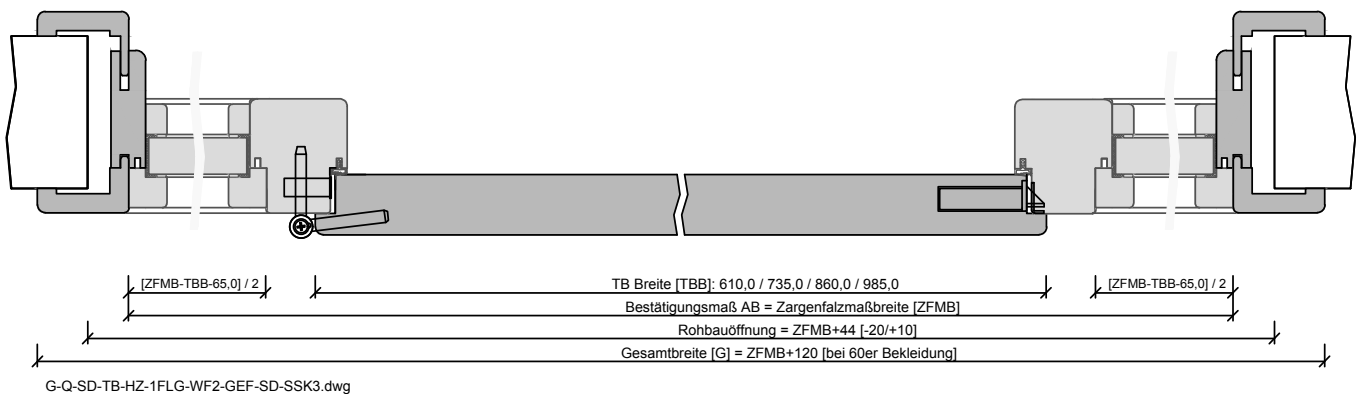 [ZFMB-TBB-65,0] / 2
TB Breite [TBB]: 610,0 / 735,0 / 860,0 / 985,0
[ZFMB-TBB-65,0] / 2
Bestätigungsmaß AB = Zargenfalzmaßbreite [ZFMB]
Rohbauöffnung = ZFMB+44 [-20/+10]
Gesamtbreite [G] = ZFMB+120 [bei 60er Bekleidung]
G-Q-SD-TB-HZ-1FLG-WF2-GEF-SD-SSK3.dwg